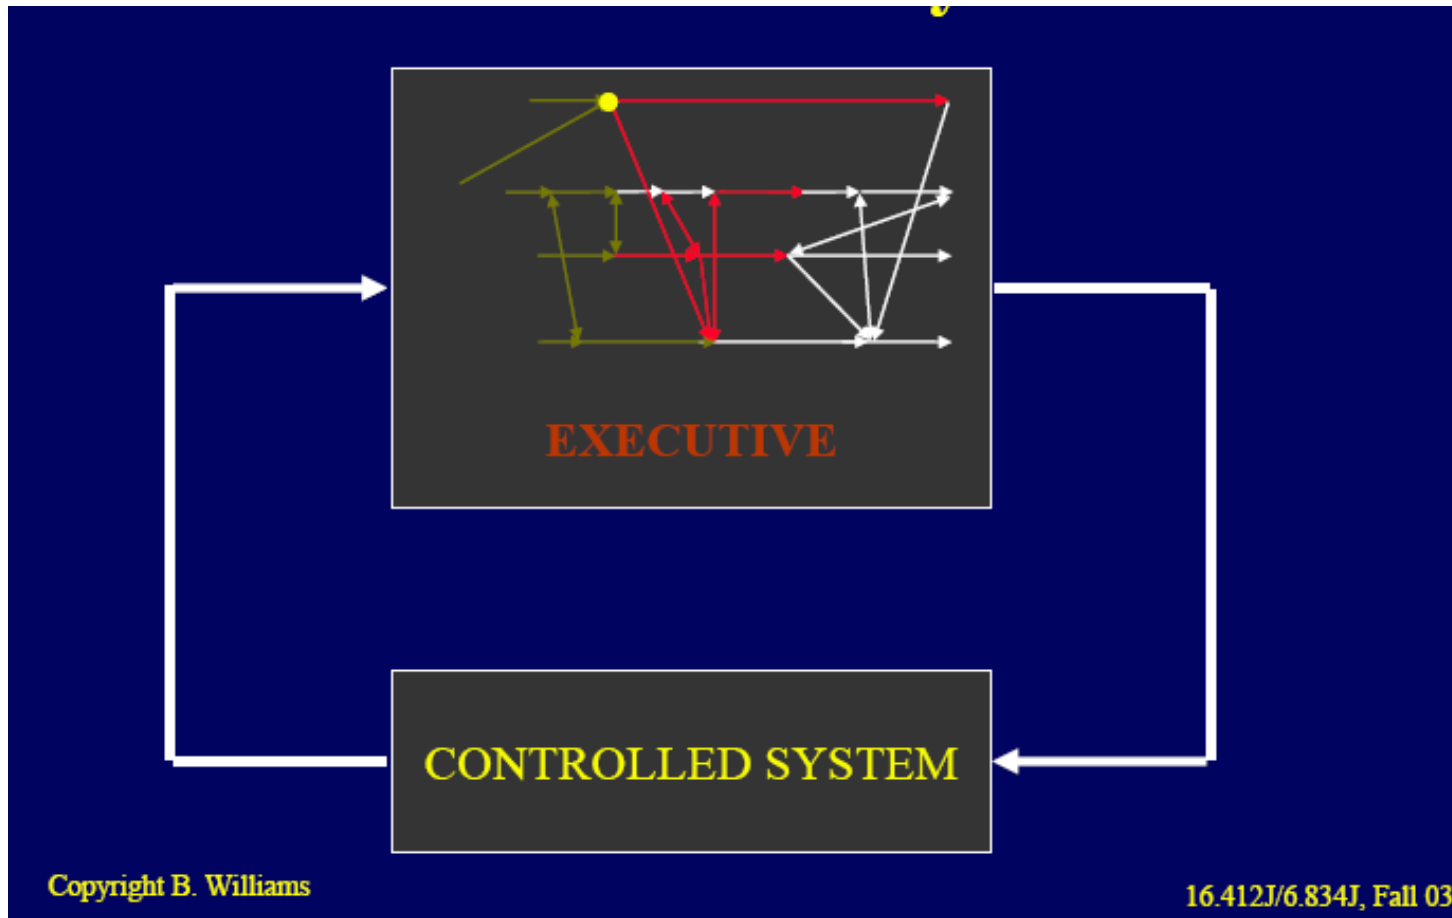 EXECUTIVE
CONTROLLED SYSTEM
Copyright B. Williams
16.412J/6.834J, Fall 03